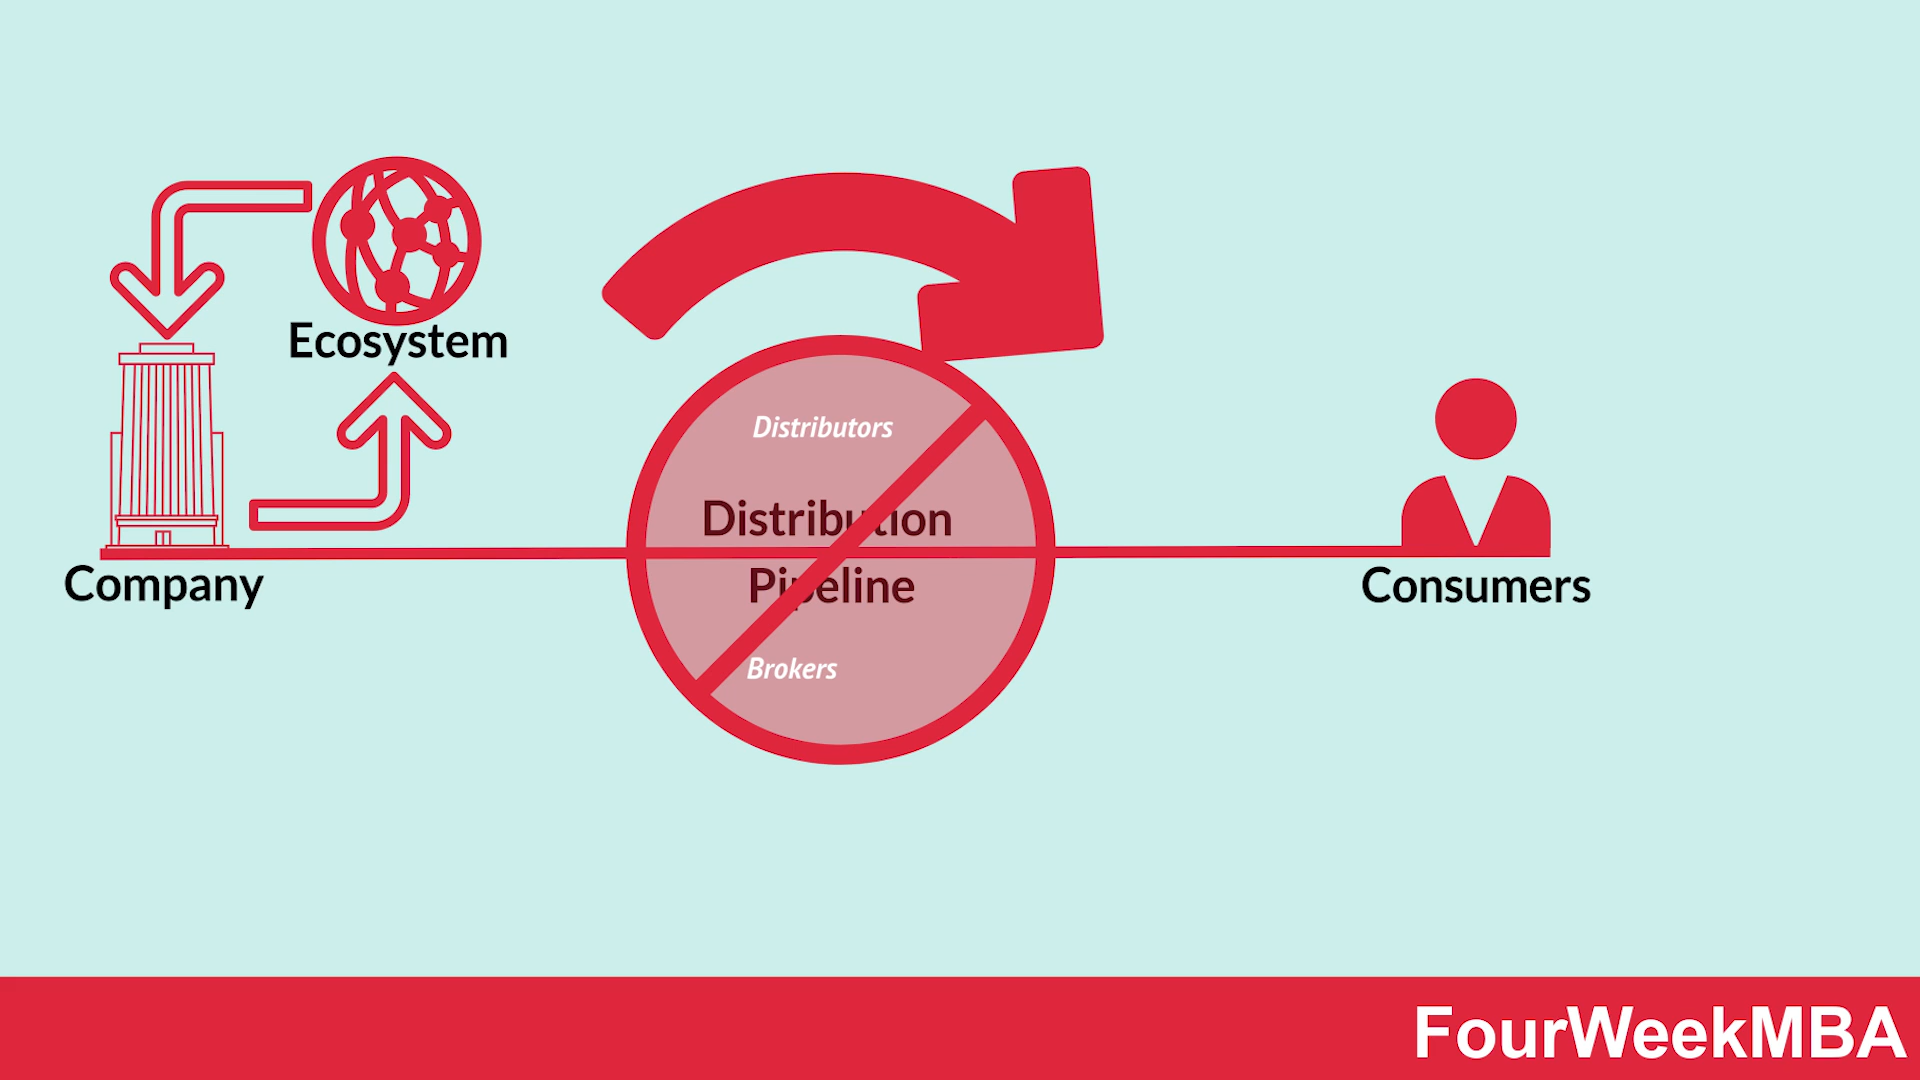 Ecosystem
Distributors
Distribution
Pipeline
Company
Consumers
Brokers
FourWeekMBA